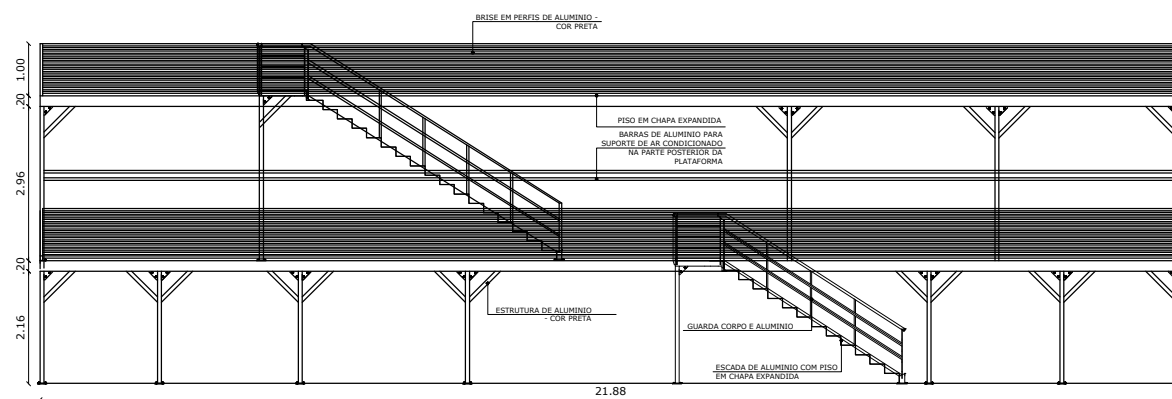 BRISE EM PERFIS DE ALUMINIO -
COR PRETA
1.00
.20
PISO EM CHAPA EXPANDIDA
BARRAS DE ALUMINIO PARA
SUPORTE DE AR CONDICIONADO
NA PARTE POSTERIOR DA
PLATAFORMA
2.96
.20
ESTRUTURA DE ALUMINIO
- COR PRETA
GUARDA CORPO E ALUMINIO
2.16
ESCADA DE ALUMINIO COM PISO
EM CHAPA EXPANDIDA
21.88